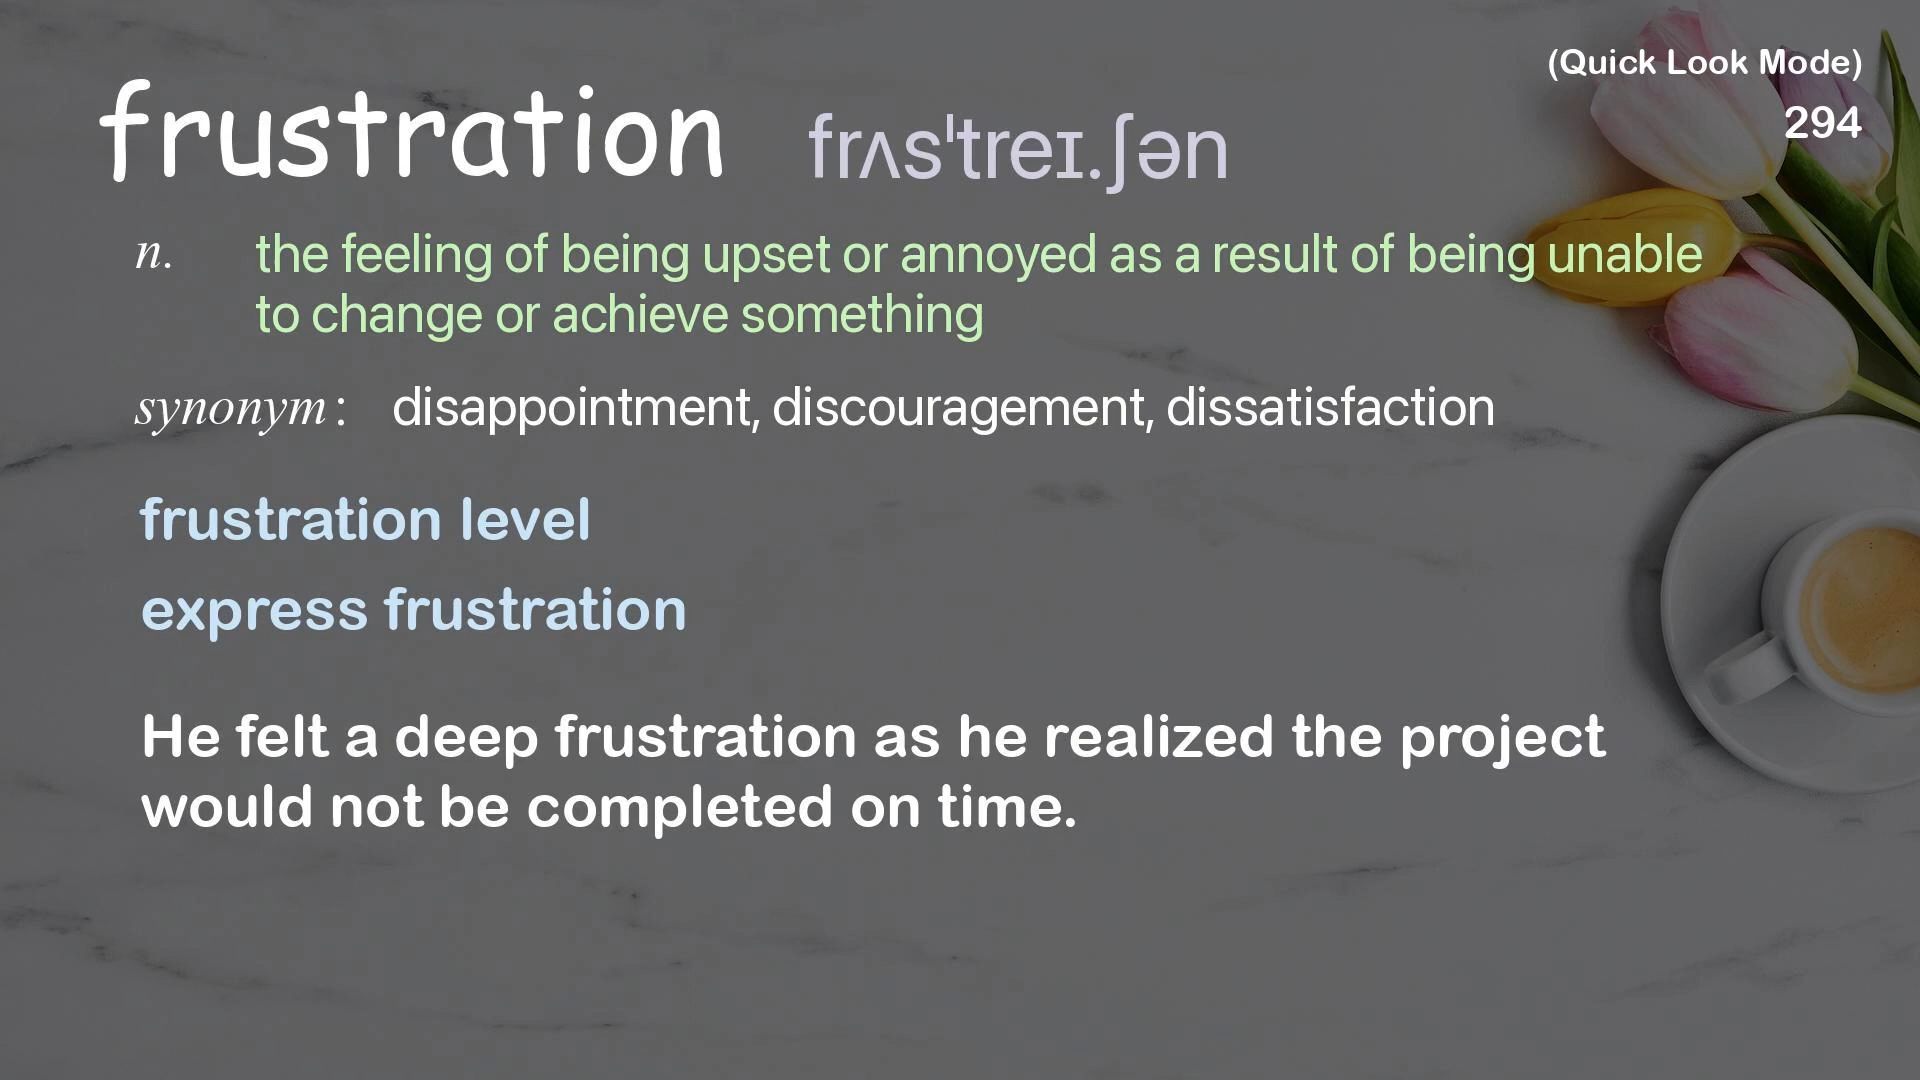 (Quick Look Mode)
frustration frʌsˈtreɪ.ʃən
294
n. the feeling of being upset or annoyed as a result of being unable
to change or achieve something
synonym: disappointment, discouragement, dissatisfaction
frustration level
express frustration
He felt a deep frustration as he realized the project
would not be completed on time.